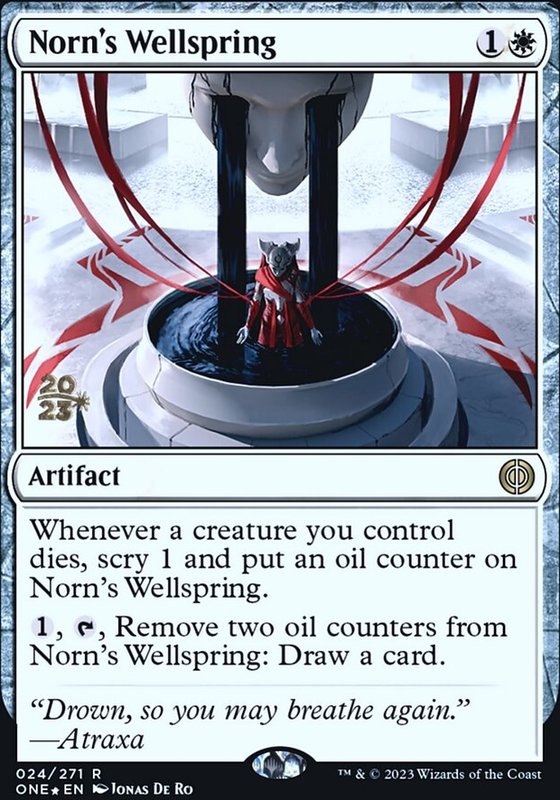 Norn's Wellspring 1
20
23
Artifact
Whenever a creature you control
dies, scry 1 and put an oil counter on
Norn's Wellspring.
1, , Remove two oil counters from
Norn's Wellspring: Draw a card.
“Drown, so you may breathe again.”
—Atraxa
024/271 R
ONE★EN Jonas De Ro
™ & © 2023 Wizards of the Coast